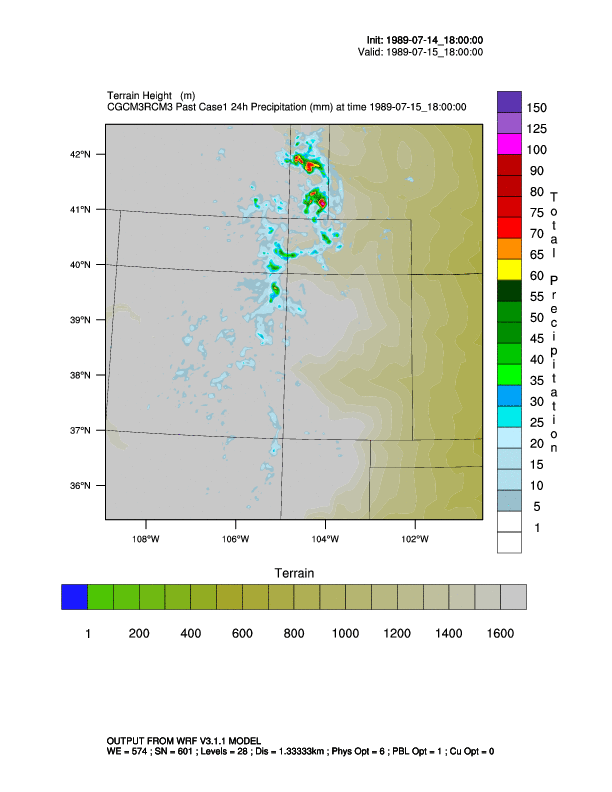 Init: 1989-07-14_18:00:00
Valid: 1989-07-15_18:00:00
Terrain Height (m)
CGCM3RCM3 Past Case1 24h Precipitation (mm) at time 1989-07-15_18:00:00
42°N
41°N
40°N
39°N
38°N
37°N
36°N
108°W 106°W 104°W 102°W
150
125
100
90
80
75
70
65
60
55
50
45
40
35
30
25
20
15
10
5
1
Total Precipitation
Terrain
1 200 400 600 800 1000 1200 1400 1600
OUTPUT FROM WRF V3.1.1 MODEL
WE = 574 ; SN = 601 ; Levels = 28 ; Dis = 1.33333km ; Phys Opt = 6 ; PBL Opt = 1 ; Cu Opt = 0